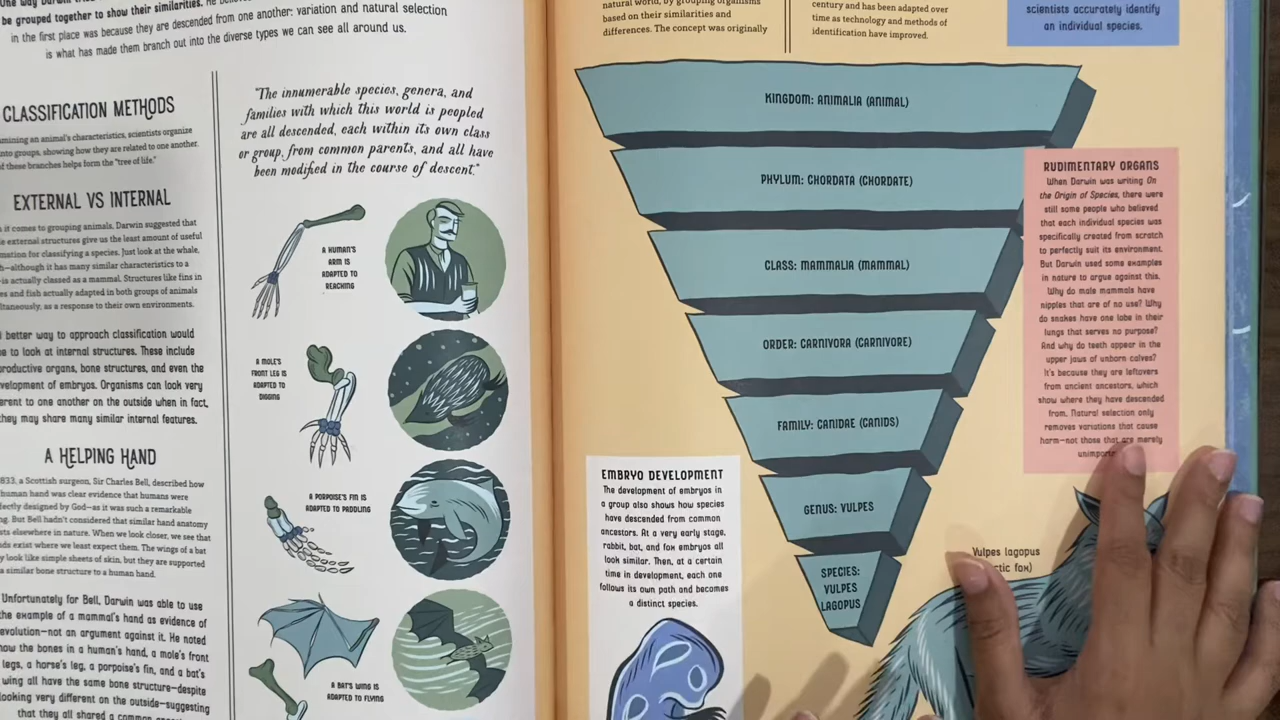 be grouped together to show their similarities.
in the first place was because they are descended from one another: variation and natural selection
is what has made them branch out into the diverse types we can see all around us.
CLASSIFICATION METHODS
an animal's characteristics, scientists organize
groups, showing how they are related to one another.
these branches helps form the "tree of life."
EXTERNAL VS INTERNAL
it comes to grouping animals, Darwin suggested that
external structures give us the least amount of useful
for classifying a species. Just look at the whale,
although it has many similar characteristics to a
is actually classed as a mammal. Structures like fins in
and fish actually adapted in both groups of animals
as a response to their own environments.
better way to approach classification would
to look at internal structures. These include
organs, bone structures, and even the
of embryos. Organisms can look very
to one another on the outside when in fact,
they may share many similar internal features.
A HELPING HAND
a Scottish surgeon, Sir Charles Bell, described how
human hand was clear evidence that humans were
designed by God—as it was such a remarkable
But Bell hadn't considered that similar hand anatomy
elsewhere in nature. When we look closer, we see that
exist where we least expect them. The wings of a bat
look like simple sheets of skin, but they are supported
a similar bone structure to a human hand.
Unfortunately for Bell, Darwin was able to use
the example of a mammal's hand as evidence of
evolution—not an argument against it. He noted
how the bones in a human's hand, a mole's front
legs, a horse's leg, a porpoise's fin, and a bat's
wing all have the same bone structure—despite
looking very different on the outside—suggesting
that they all shared a common
"The innumerable species, genera, and
families with which this world is peopled
are all descended, each within its own class
or group, from common parents, and all have
been modified in the course of descent."
A HUMAN'S
ARM IS
ADAPTED TO
REACHING
A MOLE'S
FRONT LEG IS
ADAPTED TO
DIGGING
A PORPOISE'S FIN IS
ADAPTED TO PADDLING
A BAT'S WING IS
ADAPTED TO FLYING
natural world, by grouping organisms
based on their similarities and
differences. The concept was originally
century and has been adapted over
time as technology and methods of
identification have improved.
scientists accurately identify
an individual species.
KINGDOM: ANIMALIA (ANIMAL)
PHYLUM: CHORDATA (CHORDATE)
CLASS: MAMMALIA (MAMMAL)
ORDER: CARNIVORA (CARNIVORE)
FAMILY: CANIDAE (CANIDS)
GENUS: VULPES
SPECIES:
VULPES
LAGOPUS
RUDIMENTARY ORGANS
When Darwin was writing On
the Origin of Species, there were
still some people who believed
that each individual species was
specifically created from scratch
to perfectly suit its environment.
But Darwin used some examples
in nature to argue against this.
Why do male mammals have
nipples that are of no use? Why
do snakes have one lobe in their
lungs that serves no purpose?
And why do teeth appear in the
upper jaws of unborn calves?
It's because they are leftovers
from ancient ancestors, which
show where they have descended
from. Natural selection only
removes variations that cause
harm—not those that are merely
EMBRYO DEVELOPMENT
The development of embryos in
a group also shows how species
have descended from common
ancestors. At a very early stage,
rabbit, bat, and fox embryos all
look similar. Then, at a certain
time in development, each one
follows its own path and becomes
a distinct species.
Vulpes lagopus
fox)